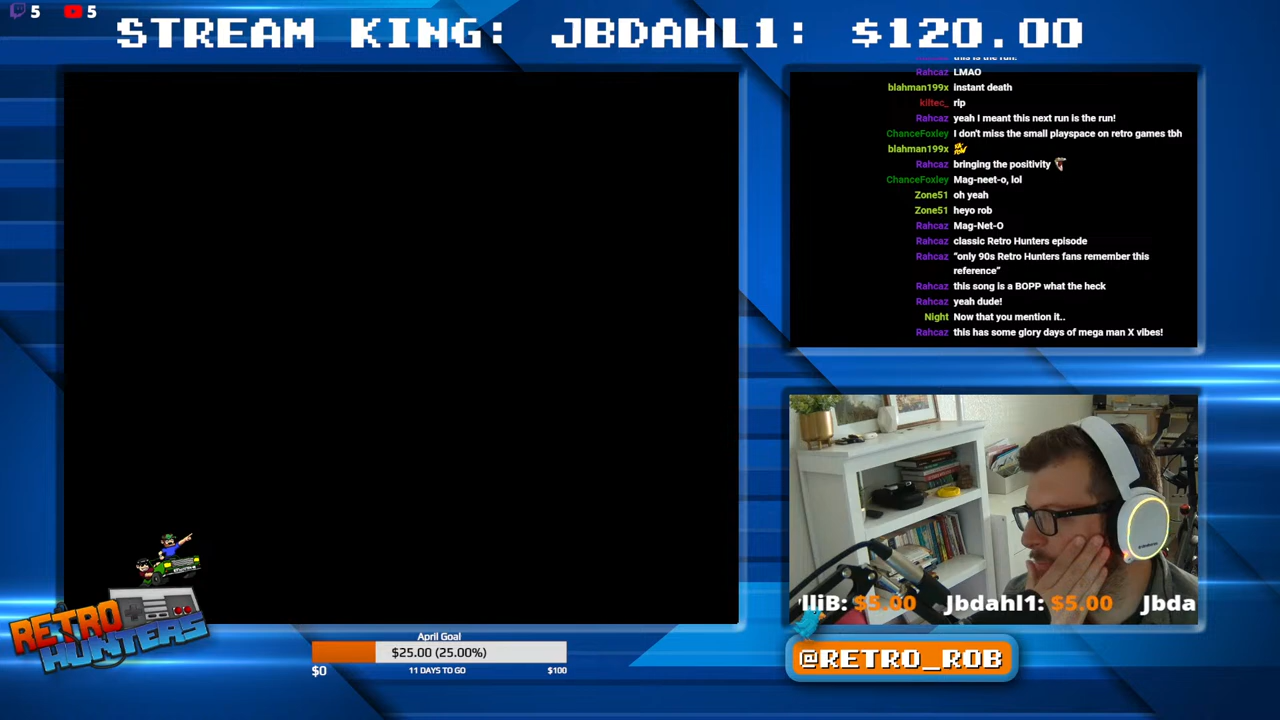 5 5
STREAM KING: JBDAHL1: $120.00
this is the run!
Rahcaz LMAO
blahman199x instant death
kiltec_ rip
Rahcaz yeah I meant this next run is the run!
ChanceFoxley I don't miss the small playspace on retro games tbh
blahman199x
Rahcaz bringing the positivity
ChanceFoxley Mag-neet-o, lol
Zone51 oh yeah
Zone51 heyo rob
Rahcaz Mag-Net-O
Rahcaz classic Retro Hunters episode
Rahcaz "only 90s Retro Hunters fans remember this
reference"
Rahcaz this song is a BOPP what the heck
Rahcaz yeah dude!
Night Now that you mention it..
Rahcaz this has some glory days of mega man X vibes!
lliB: $5.00 Jbdahl1: $5.00 Jbda
RETRO
HUNTERS
April Goal
$25.00 (25.00%)
$0 11 DAYS TO GO $100
@RETRO_ROB